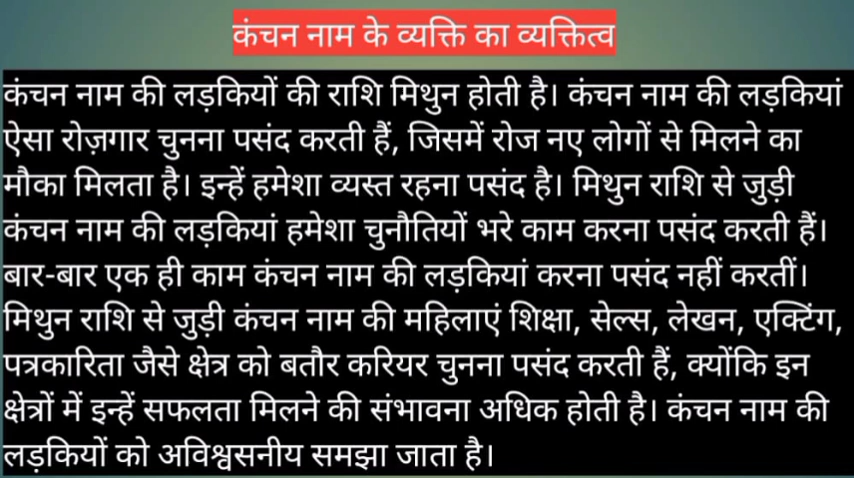 कंचन नाम के व्यक्ति का व्यक्तित्व
कंचन नाम की लड़कियों की राशि मिथुन होती है। कंचन नाम की लड़कियां
ऐसा रोज़गार चुनना पसंद करती हैं, जिसमें रोज नए लोगों से मिलने का
मौका मिलता है। इन्हें हमेशा व्यस्त रहना पसंद है। मिथुन राशि से जुड़ी
कंचन नाम की लड़कियां हमेशा चुनौतियों भरे काम करना पसंद करती हैं।
बार-बार एक ही काम कंचन नाम की लड़कियां करना पसंद नहीं करतीं।
मिथुन राशि से जुड़ी कंचन नाम की महिलाएं शिक्षा, सेल्स, लेखन, एक्टिंग,
पत्रकारिता जैसे क्षेत्र को बतौर करियर चुनना पसंद करती हैं, क्योंकि इन
क्षेत्रों में इन्हें सफलता मिलने की संभावना अधिक होती है। कंचन नाम की
लड़कियों को अविश्वसनीय समझा जाता है।